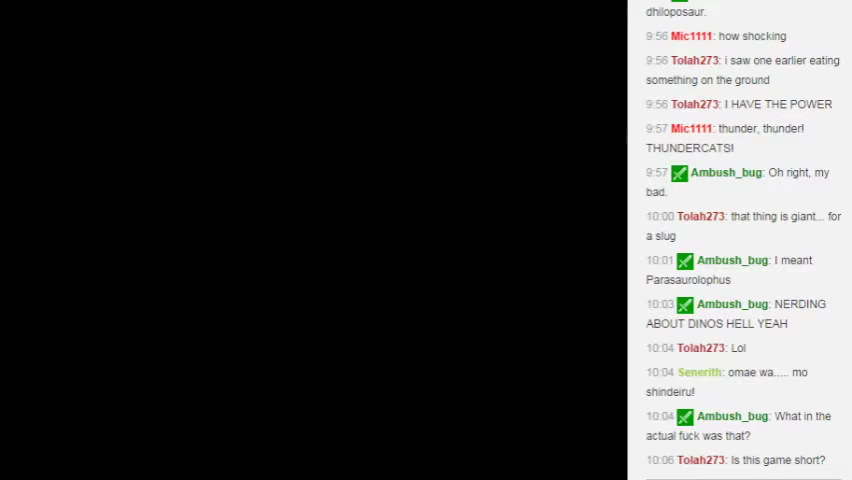 dhiloposaur.
9:56 Mic1111: how shocking
9:56 Tolah273: i saw one earlier eating
something on the ground
9:56 Tolah273: I HAVE THE POWER
9:57 Mic1111: thunder, thunder!
THUNDERCATS!
9:57 Ambush_bug: Oh right, my
bad.
10:00 Tolah273: that thing is giant... for
a slug
10:01 Ambush_bug: I meant
Parasaurolophus
10:03 Ambush_bug: NERDING
ABOUT DINOS HELL YEAH
10:04 Tolah273: Lol
10:04 Senerith: omae wa..... mo
shindeiru!
10:04 Ambush_bug: What in the
actual fuck was that?
10:06 Tolah273: Is this game short?